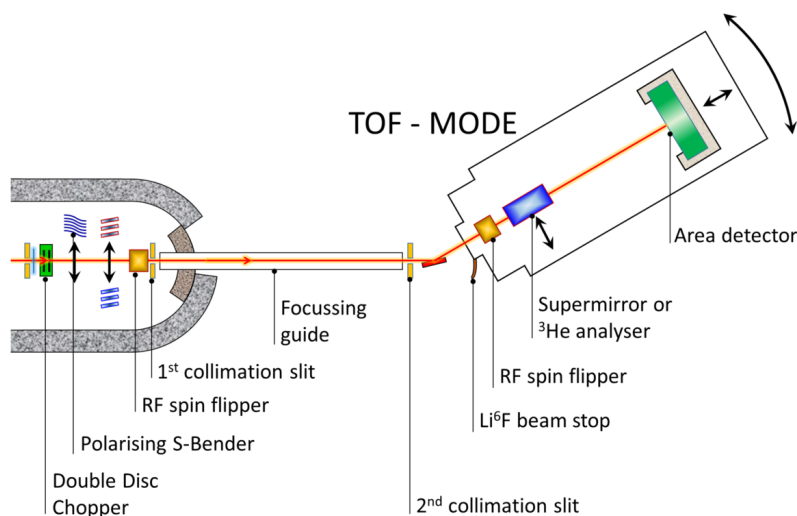 TOF - MODE
Area detector
Focussing
guide
Supermirror or
³He analyser
1ˢᵗ collimation slit
RF spin flipper
RF spin flipper
Li⁶F beam stop
Polarising S-Bender
Double Disc
Chopper
2ⁿᵈ collimation slit